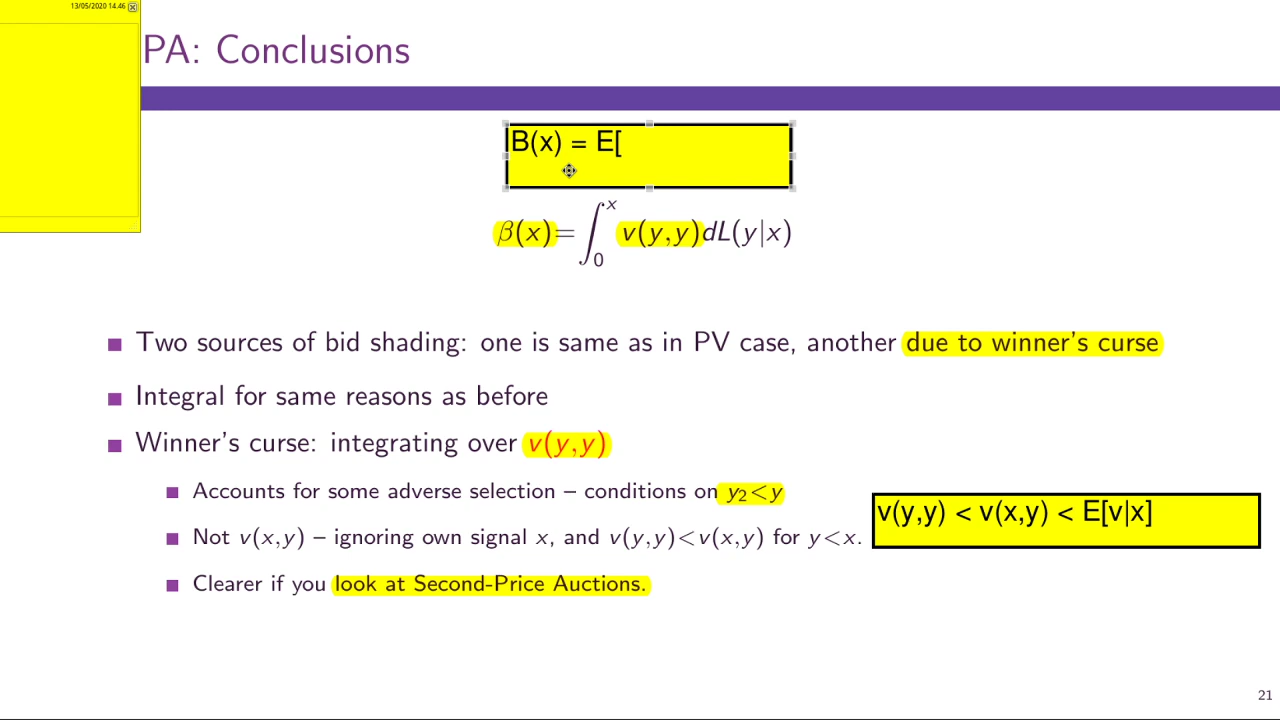 13/05/2020 14.46
PA: Conclusions
B(x) = E[
β(x)=∫₀ˣ v(y,y)dL(y|x)
Two sources of bid shading: one is same as in PV case, another due to winner's curse
Integral for same reasons as before
Winner's curse: integrating over v(y,y)
Accounts for some adverse selection – conditions on y₂<y
v(y,y) < v(x,y) < E[v|x]
Not v(x,y) – ignoring own signal x, and v(y,y)<v(x,y) for y<x.
Clearer if you look at Second-Price Auctions.
21